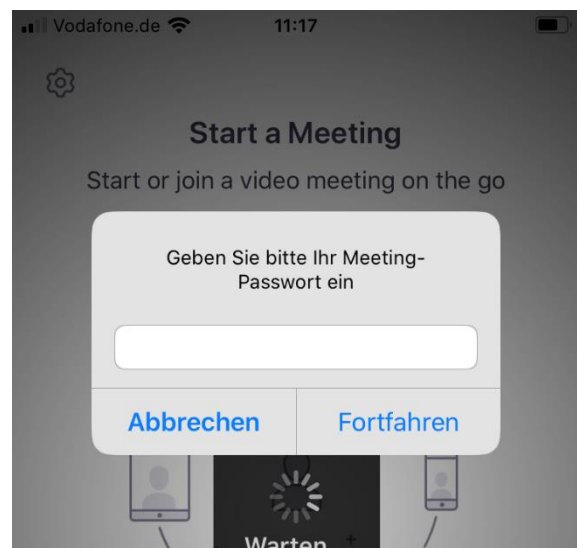 Vodafone.de 11:17
Start a Meeting
Start or join a video meeting on the go
Geben Sie bitte Ihr Meeting-
Passwort ein
Abbrechen Fortfahren
Warten